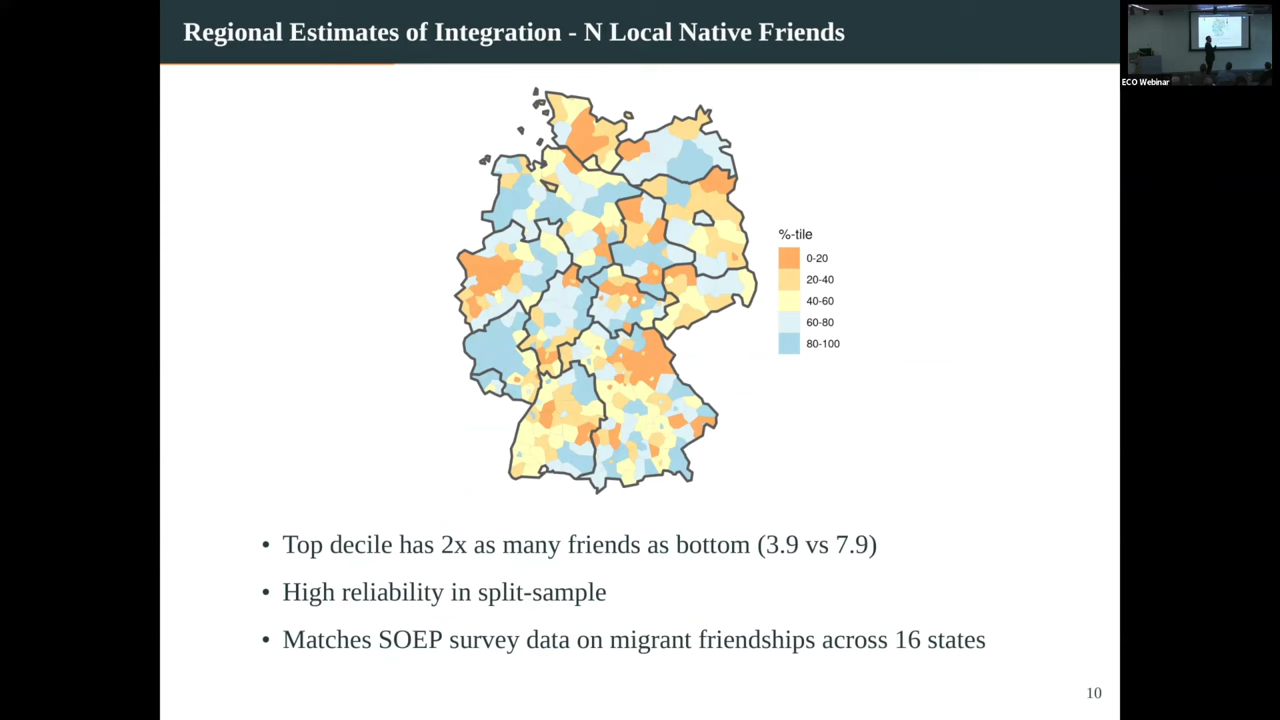 Regional Estimates of Integration - N Local Native Friends
ECO Webinar
%-tile
0-20
20-40
40-60
60-80
80-100
• Top decile has 2x as many friends as bottom (3.9 vs 7.9)
• High reliability in split-sample
• Matches SOEP survey data on migrant friendships across 16 states
10